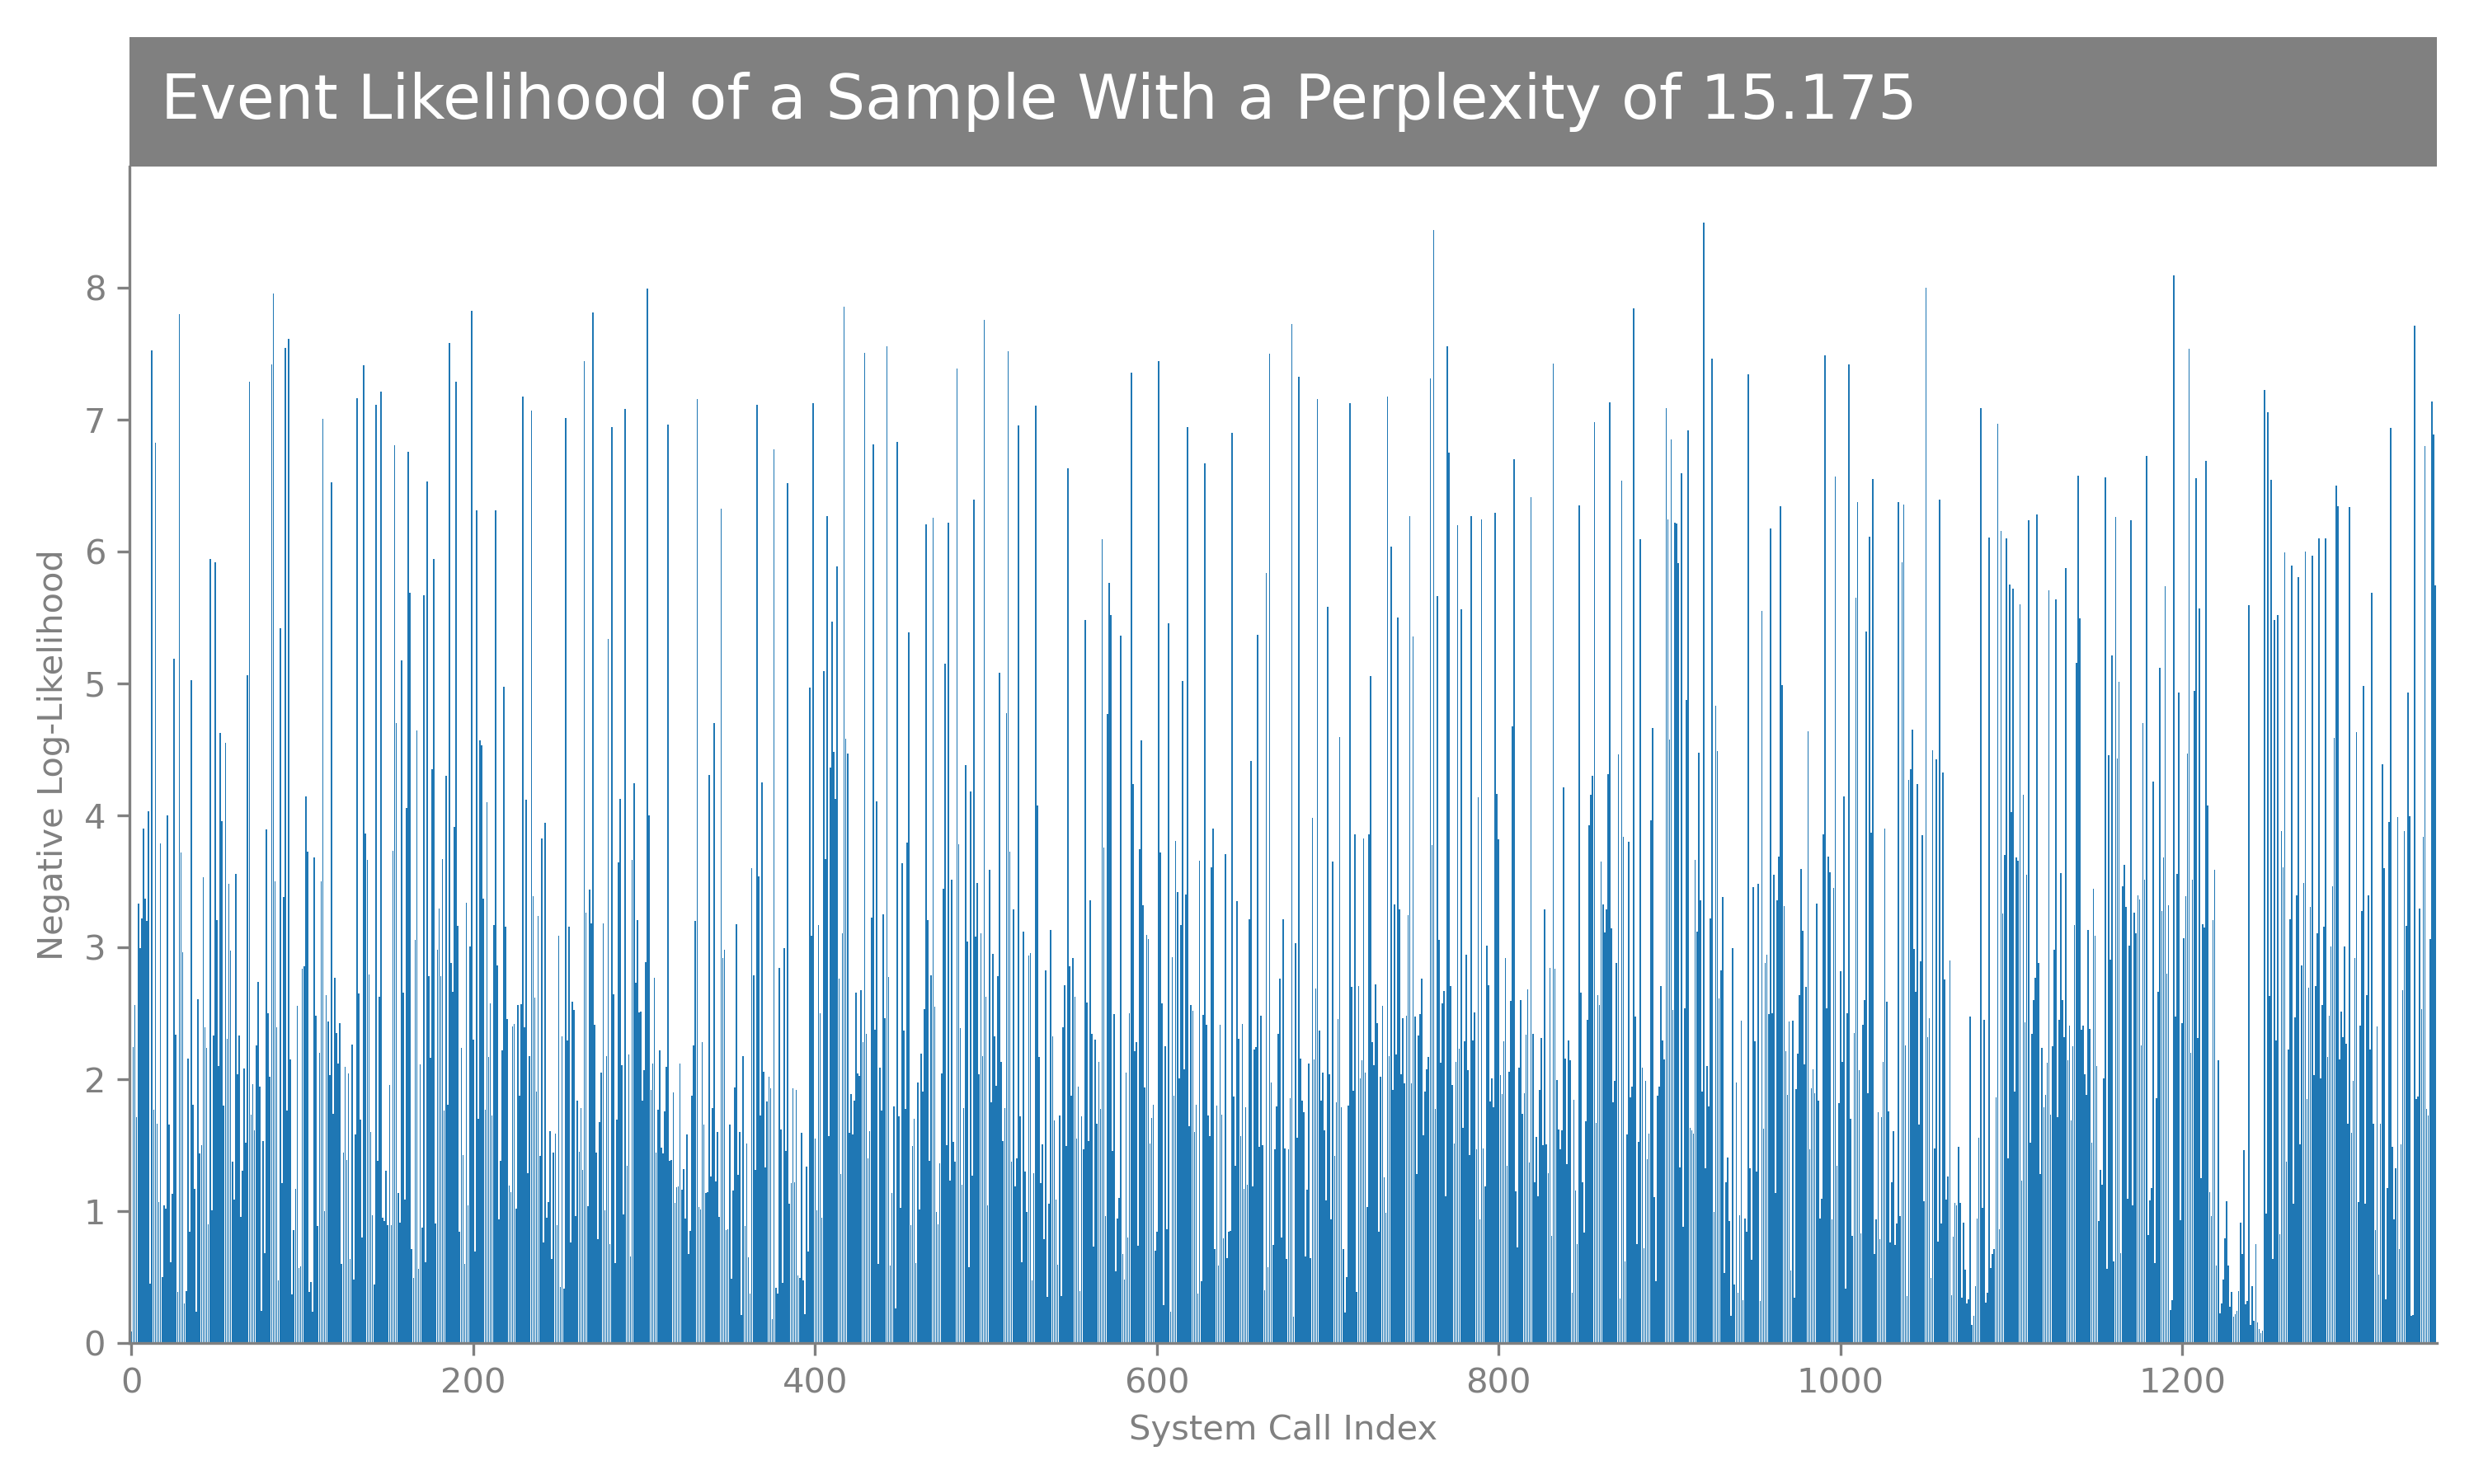 Event Likelihood of a Sample With a Perplexity of 15.175
Negative Log-Likelihood
8
7
6
5
4
3
2
1
0
0 200 400 600 800 1000 1200
System Call Index